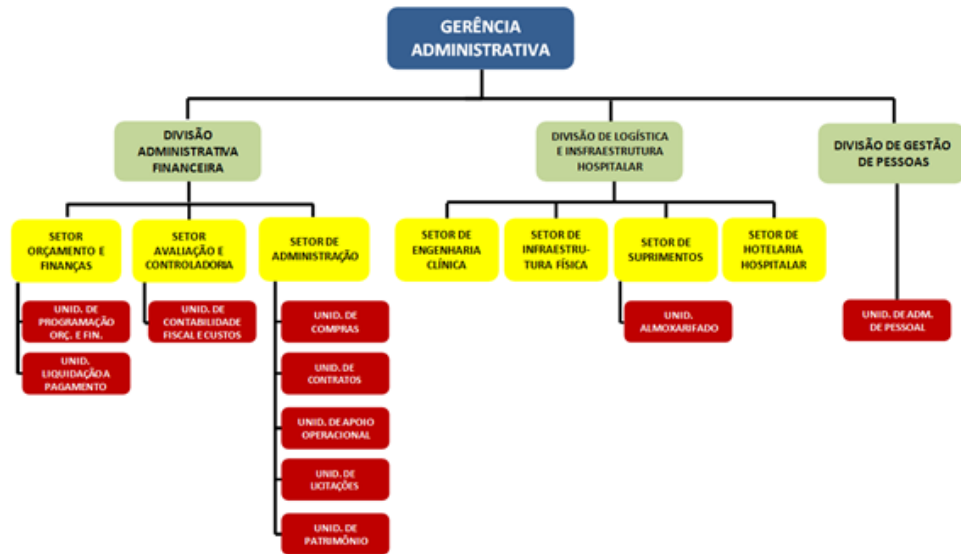 GERÊNCIA
ADMINISTRATIVA
DIVISÃO
ADMINISTRATIVA
FINANCEIRA
DIVISÃO DE LOGÍSTICA
E INSFRAESTRUTURA
HOSPITALAR
DIVISÃO DE GESTÃO
DE PESSOAS
SETOR
ORÇAMENTO E
FINANÇAS
SETOR
AVALIAÇÃO E
CONTROLADORIA
SETOR DE
ADMINISTRAÇÃO
SETOR DE
ENGENHARIA
CLÍNICA
SETOR DE
INFRAESTRU-
TURA FÍSICA
SETOR DE
SUPRIMENTOS
SETOR DE
HOTELARIA
HOSPITALAR
UNID. DE
PROGRAMAÇÃO
ORÇ. E FIN.
UNID.
LIQUIDAÇÃO A
PAGAMENTO
UNID. DE
CONTABILIDADE
FISCAL E CUSTOS
UNID. DE
COMPRAS
UNID. DE
CONTRATOS
UNID. DE APOIO
OPERACIONAL
UNID. DE
LICITAÇÕES
UNID. DE
PATRIMÔNIO
UNID.
ALMOXARIFADO
UNID. DE ADM.
DE PESSOAL